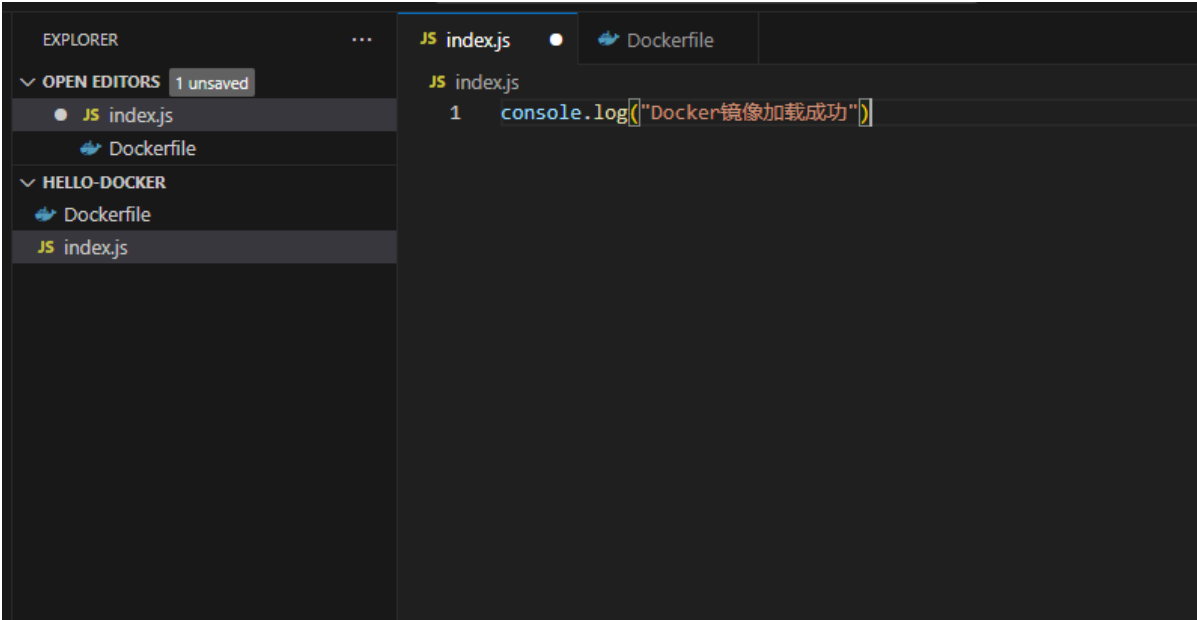 EXPLORER ...
OPEN EDITORS 1 unsaved
JS index.js
Dockerfile
HELLO-DOCKER
Dockerfile
JS index.js
JS index.js
Dockerfile
JS index.js
1 console.log("Docker镜像加载成功")